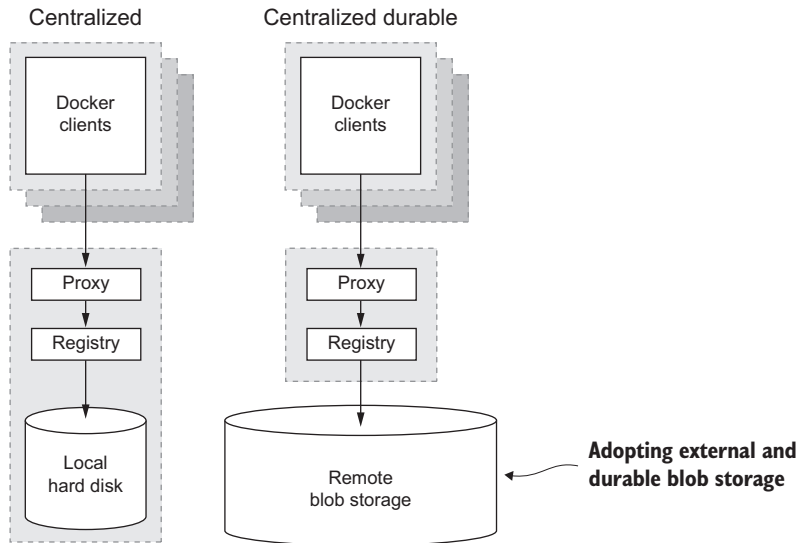 Centralized
Centralized durable
Docker
clients
Docker
clients
Proxy
Proxy
Registry
Registry
Local
hard disk
Remote
blob storage
Adopting external and
durable blob storage